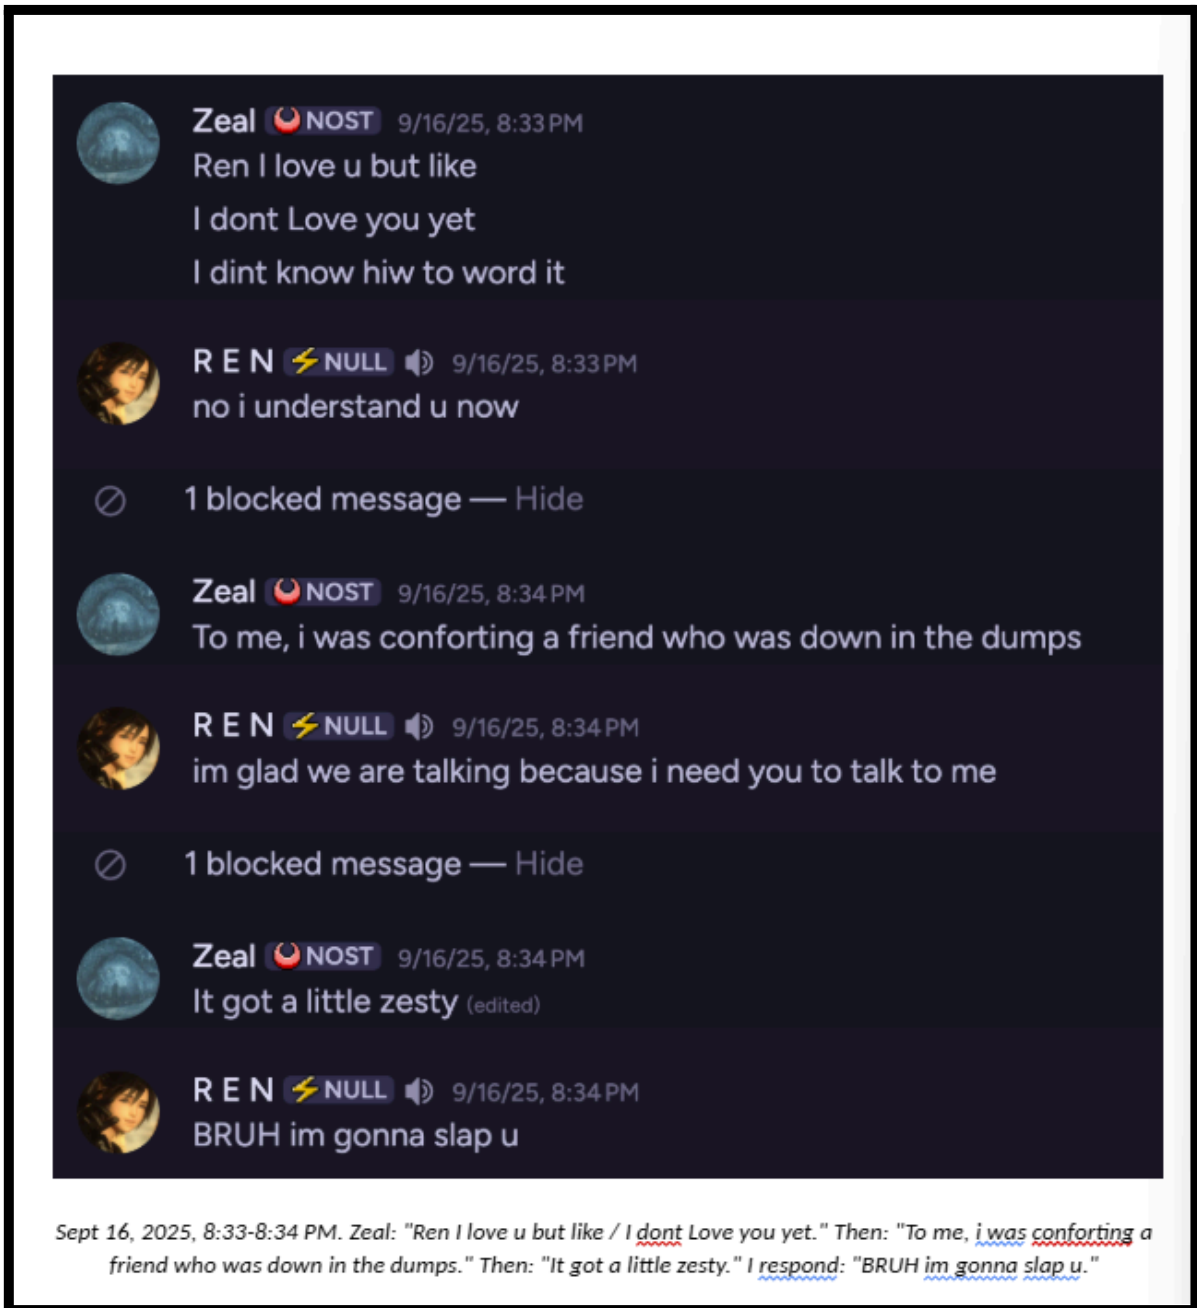 Zeal NOST 9/16/25, 8:33 PM
Ren I love u but like
I dont Love you yet
I dint know hiw to word it
R E N NULL 9/16/25, 8:33 PM
no i understand u now
1 blocked message — Hide
Zeal NOST 9/16/25, 8:34 PM
To me, i was conforting a friend who was down in the dumps
R E N NULL 9/16/25, 8:34 PM
im glad we are talking because i need you to talk to me
1 blocked message — Hide
Zeal NOST 9/16/25, 8:34 PM
It got a little zesty (edited)
R E N NULL 9/16/25, 8:34 PM
BRUH im gonna slap u
Sept 16, 2025, 8:33-8:34 PM. Zeal: "Ren I love u but like / I dont Love you yet." Then: "To me, i was conforting a
friend who was down in the dumps." Then: "It got a little zesty." I respond: "BRUH im gonna slap u."